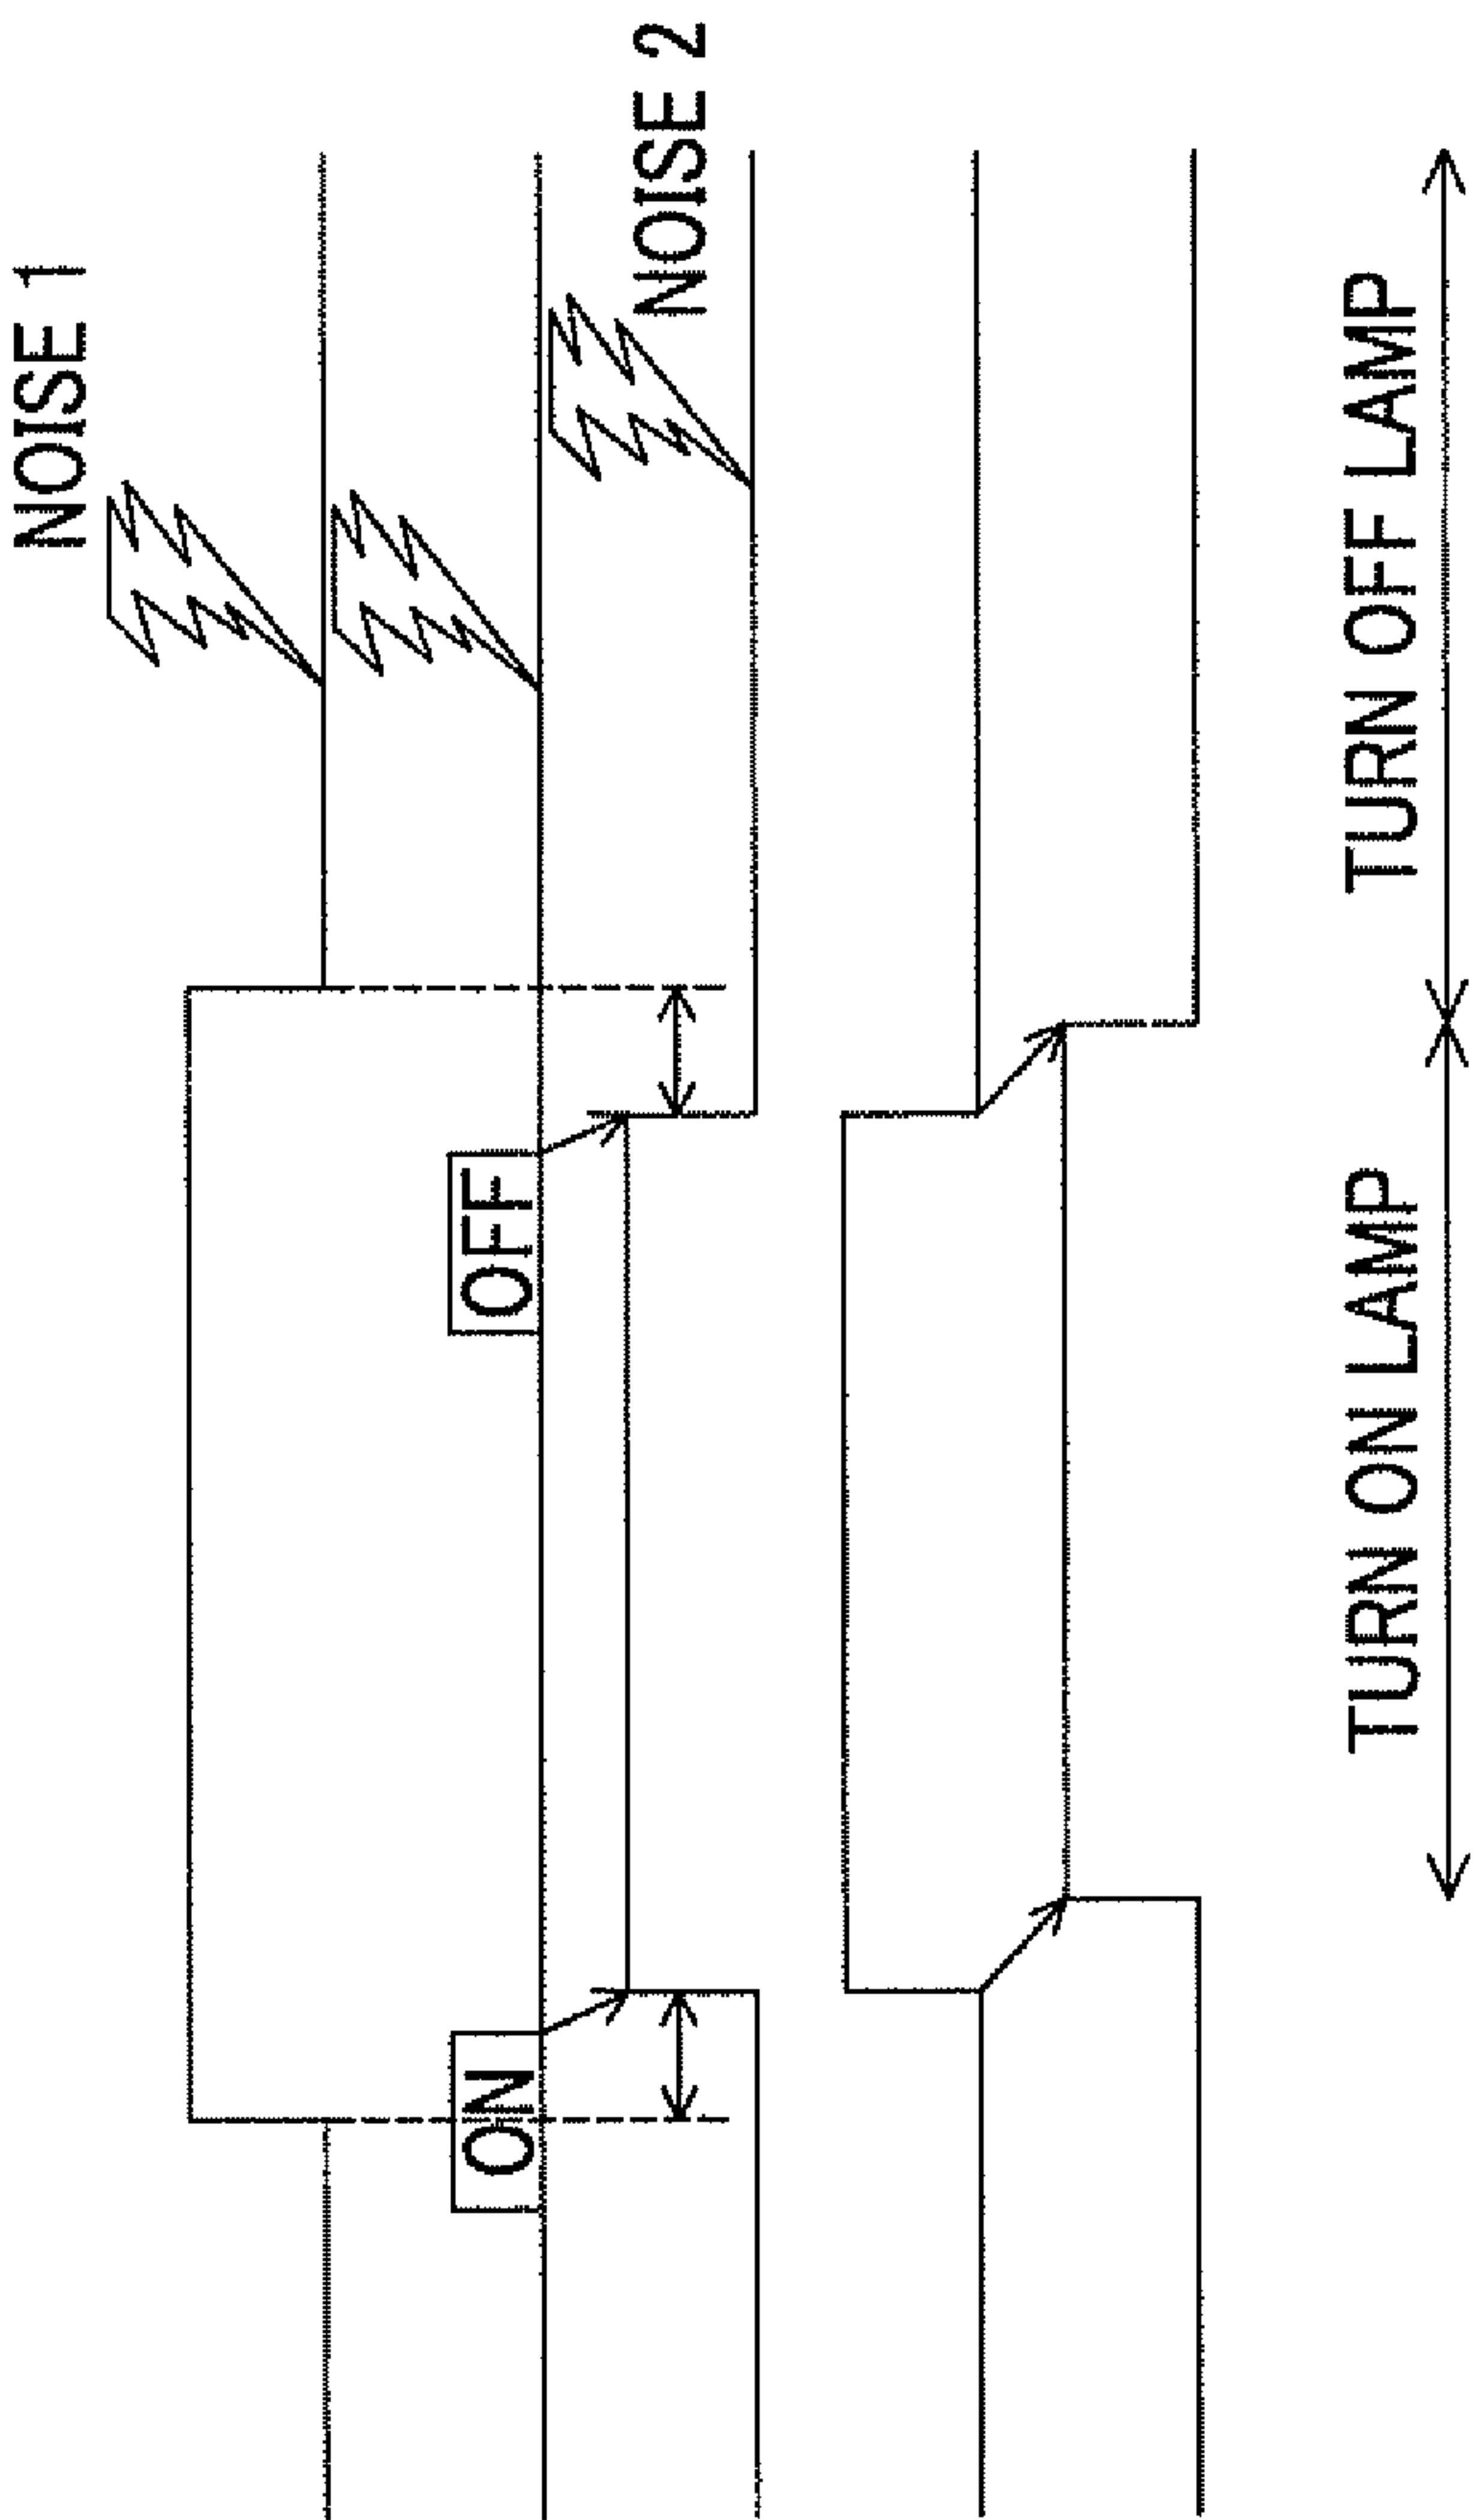 NOISE 1
ON
OFF
NOISE 2
TURN ON LAMP
TURN OFF LAMP